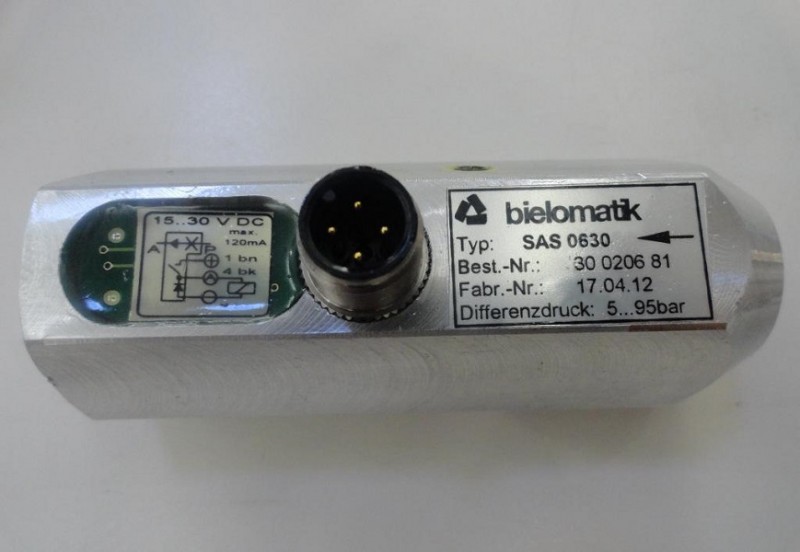 15..30 V DC
max.
120mA
A
1 bn
4 bk
bielomatik
Typ: SAS 0630
Best.-Nr.: 30 0206 81
Fabr.-Nr.: 17.04.12
Differenzdruck: 5...95bar